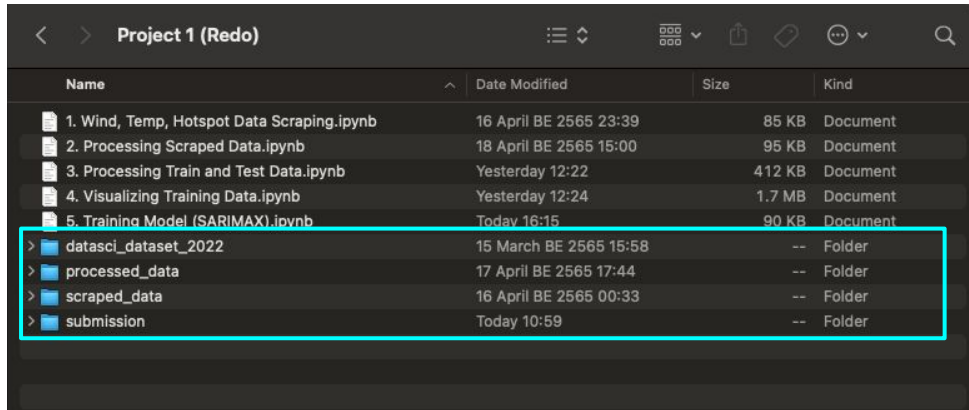 Project 1 (Redo)
Name Date Modified Size Kind
1. Wind, Temp, Hotspot Data Scraping.ipynb 16 April BE 2565 23:39 85 KB Document
2. Processing Scraped Data.ipynb 18 April BE 2565 15:00 95 KB Document
3. Processing Train and Test Data.ipynb Yesterday 12:22 412 KB Document
4. Visualizing Training Data.ipynb Yesterday 12:24 1.7 MB Document
5. Training Model (SARIMAX).ipynb Today 16:15 90 KB Document
datasci_dataset_2022 15 March BE 2565 15:58 -- Folder
processed_data 17 April BE 2565 17:44 -- Folder
scraped_data 16 April BE 2565 00:33 -- Folder
submission Today 10:59 -- Folder